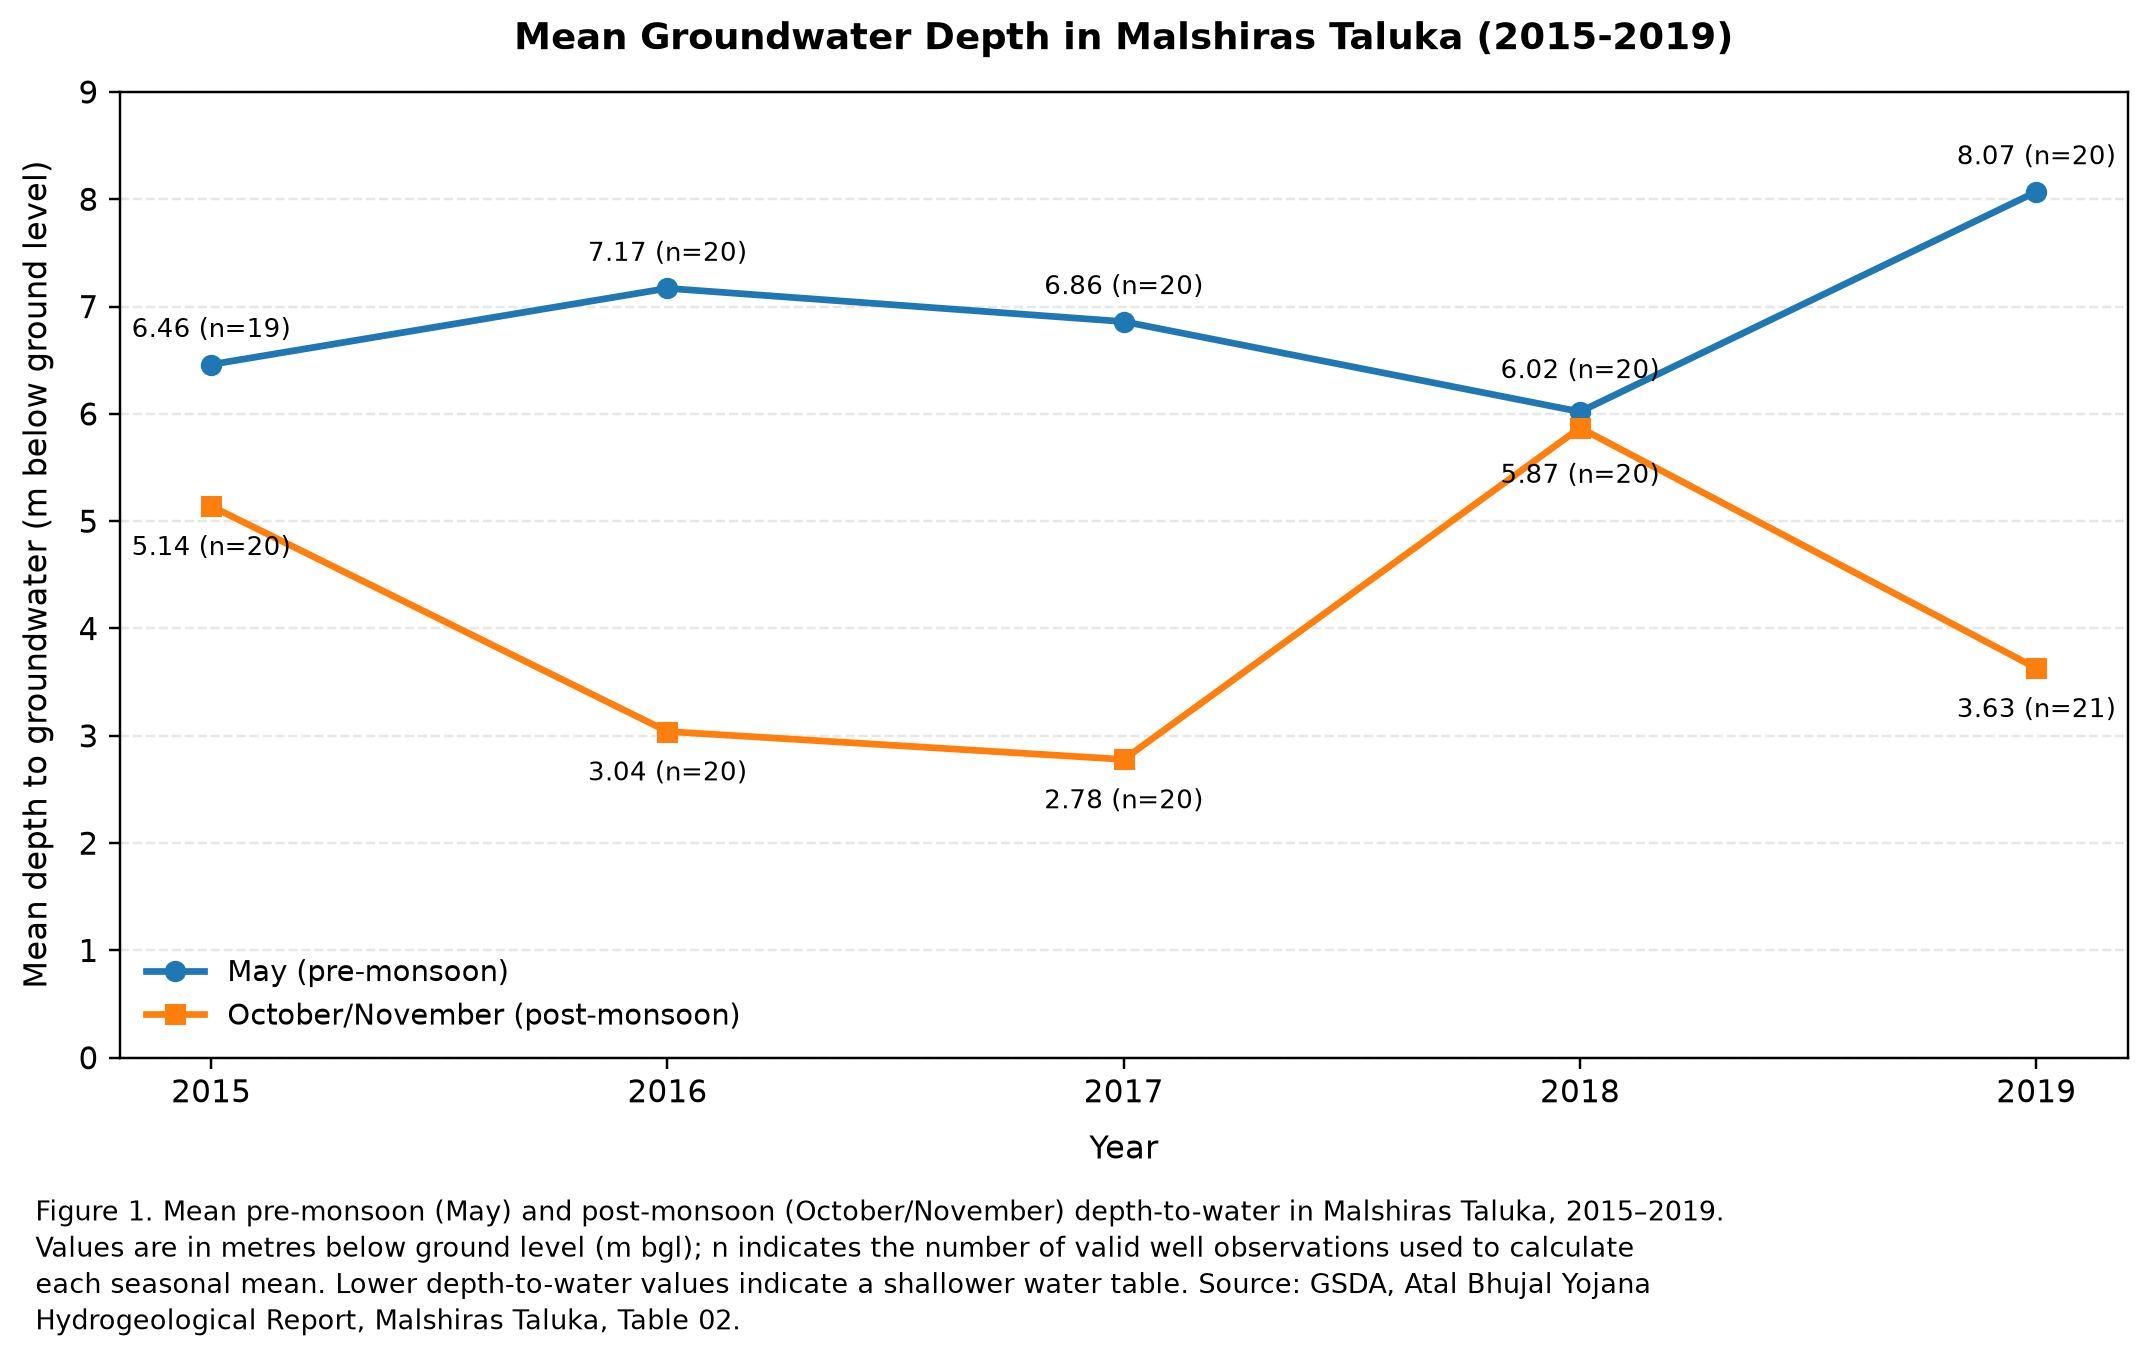 Mean Groundwater Depth in Malshiras Taluka (2015-2019)
Mean depth to groundwater (m below ground level)
9
8
7
6
5
4
3
2
1
0
8.07 (n=20)
7.17 (n=20)
6.86 (n=20)
6.46 (n=19)
6.02 (n=20)
5.87 (n=20)
5.14 (n=20)
3.63 (n=21)
3.04 (n=20)
2.78 (n=20)
May (pre-monsoon)
October/November (post-monsoon)
2015 2016 2017 2018 2019
Year
Figure 1. Mean pre-monsoon (May) and post-monsoon (October/November) depth-to-water in Malshiras Taluka, 2015–2019.
Values are in metres below ground level (m bgl); n indicates the number of valid well observations used to calculate
each seasonal mean. Lower depth-to-water values indicate a shallower water table. Source: GSDA, Atal Bhujal Yojana
Hydrogeological Report, Malshiras Taluka, Table 02.